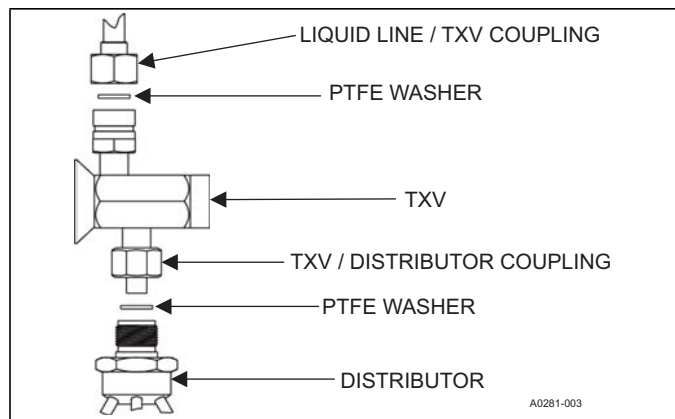 LIQUID LINE / TXV COUPLING
PTFE WASHER
TXV
TXV / DISTRIBUTOR COUPLING
PTFE WASHER
DISTRIBUTOR
A0281-003